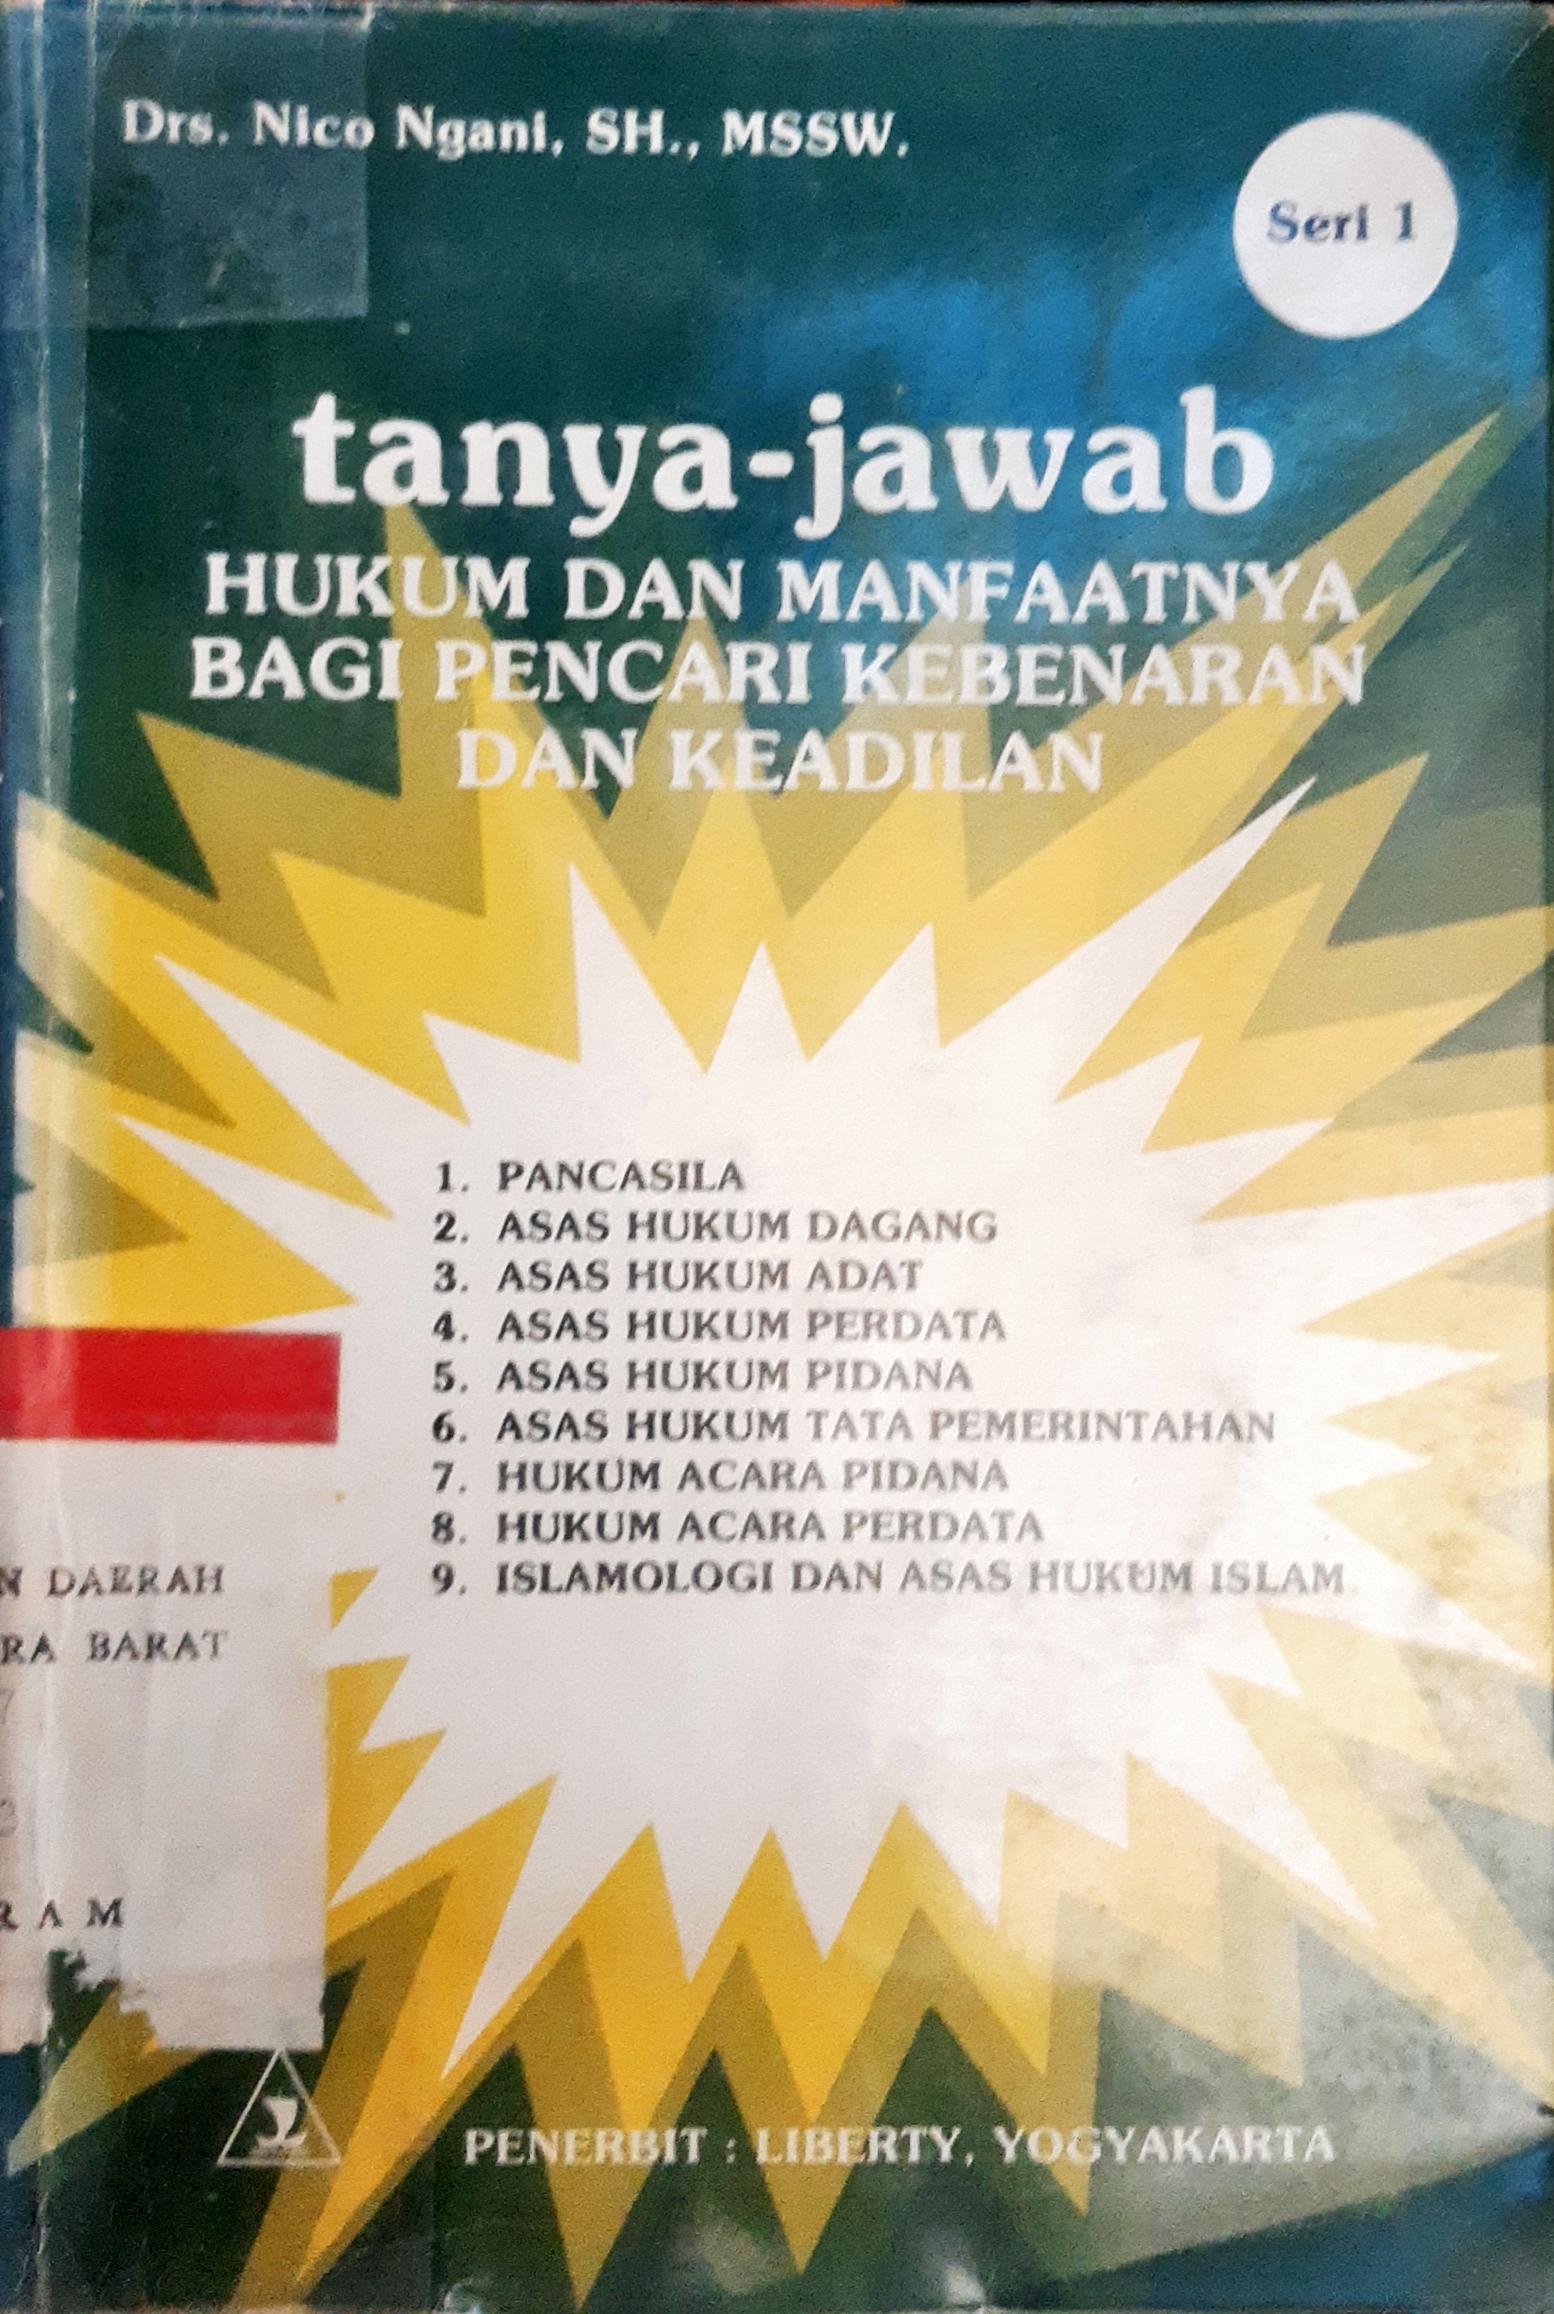 Drs. Nico Ngani, SH., MSSW.
Seri 1
tanya-jawab
HUKUM DAN MANFAATNYA
BAGI PENCARI KEBENARAN
DAN KEADILAN
1. PANCASILA
2. ASAS HUKUM DAGANG
3. ASAS HUKUM ADAT
4. ASAS HUKUM PERDATA
5. ASAS HUKUM PIDANA
6. ASAS HUKUM TATA PEMERINTAHAN
7. HUKUM ACARA PIDANA
8. HUKUM ACARA PERDATA
9. ISLAMOLOGI DAN ASAS HUKUM ISLAM
N DAERAH
RA BARAT
7
2
R A M
PENERBIT : LIBERTY, YOGYAKARTA